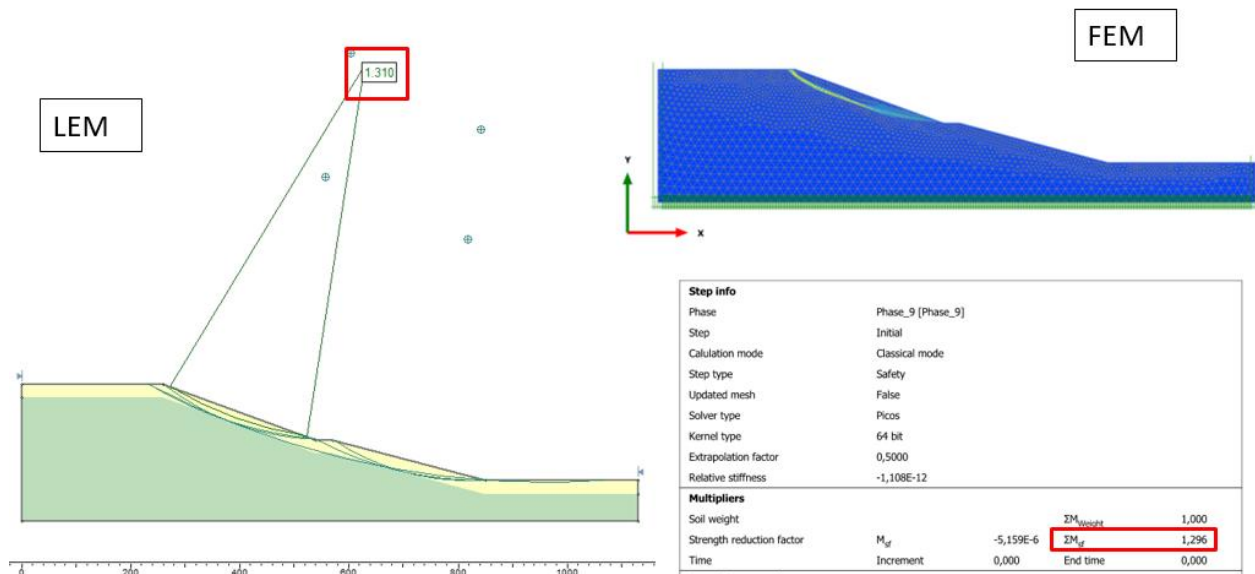 LEM
1.310
FEM
Y
X
Step info
Phase Phase_9 [Phase_9]
Step Initial
Calulation mode Classical mode
Step type Safety
Updated mesh False
Solver type Picos
Kernel type 64 bit
Extrapolation factor 0,5000
Relative stiffness -1,108E-12
Multipliers
Soil weight ΣMWeight 1,000
Strength reduction factor Msf -5,159E-6 ΣMsf 1,296
Time Increment 0,000 End time 0,000
0 200 400 600 800 1000